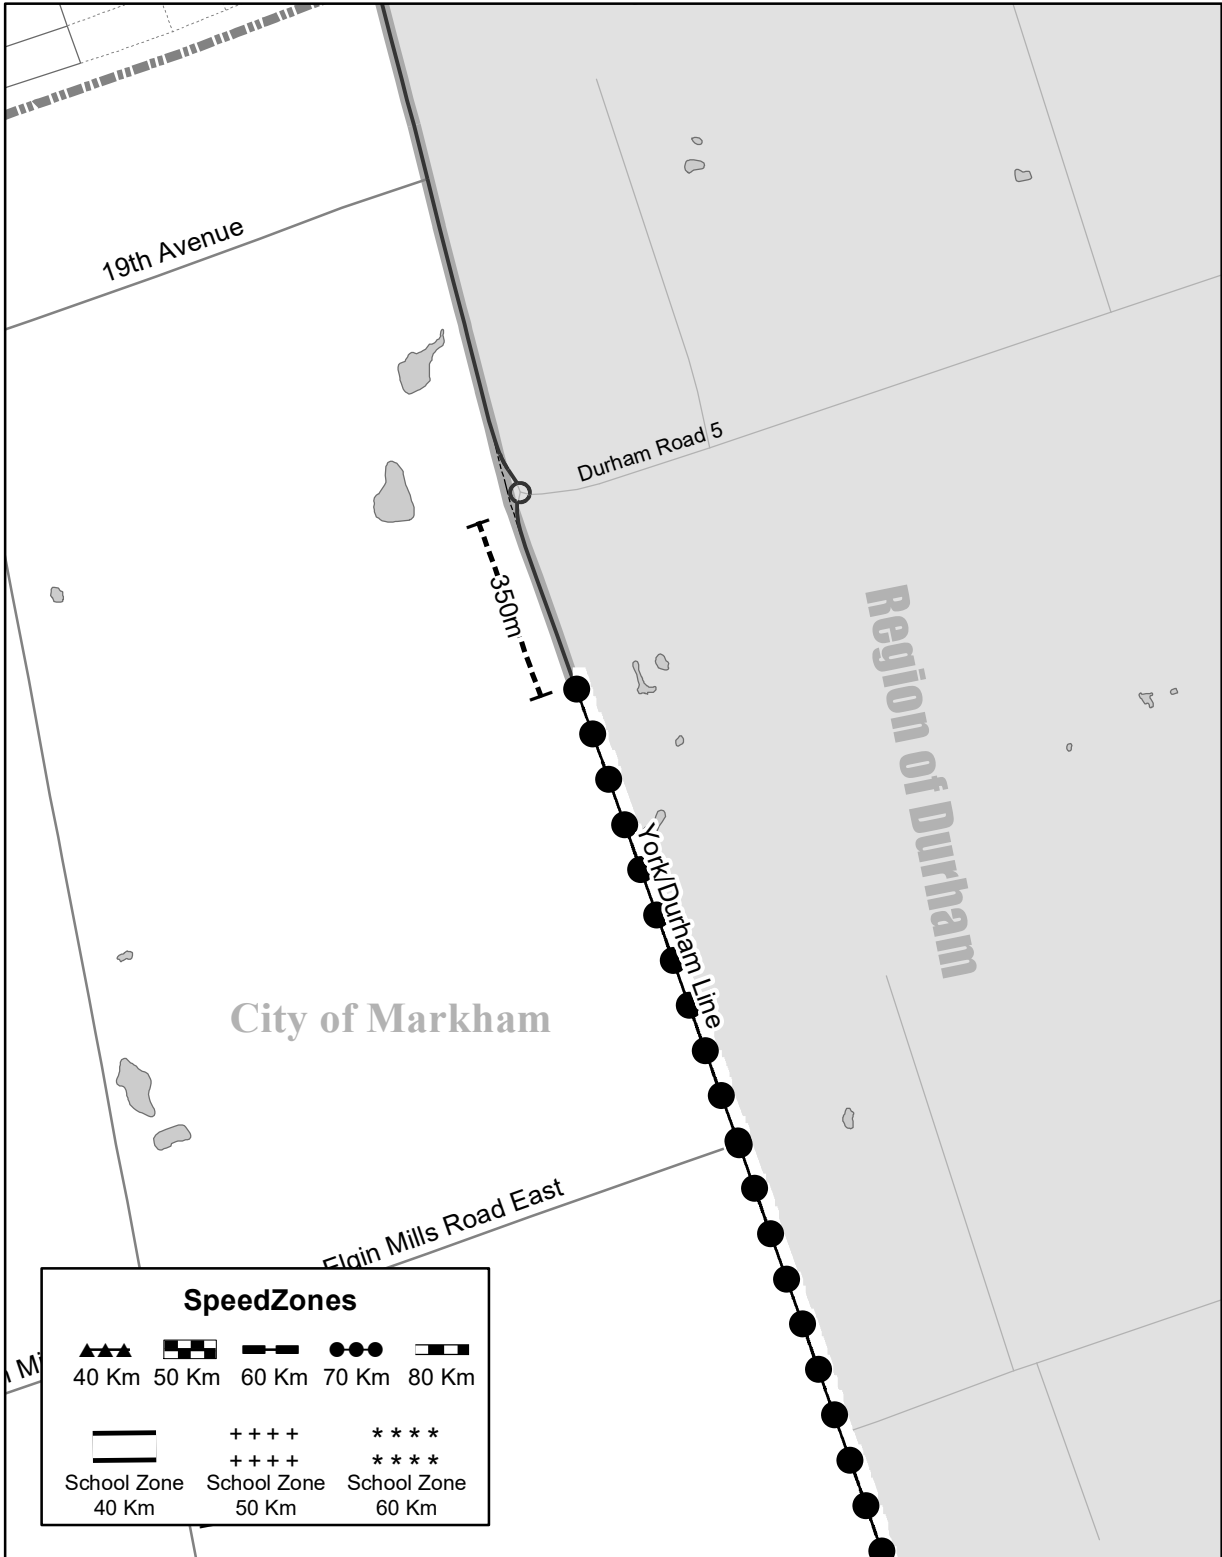 19th Avenue
Durham Road 5
350m
Region of Durham
York/Durham Line
City of Markham
Elgin Mills Road East
SpeedZones
40 Km 50 Km 60 Km 70 Km 80 Km
School Zone 40 Km
School Zone 50 Km
School Zone 60 Km